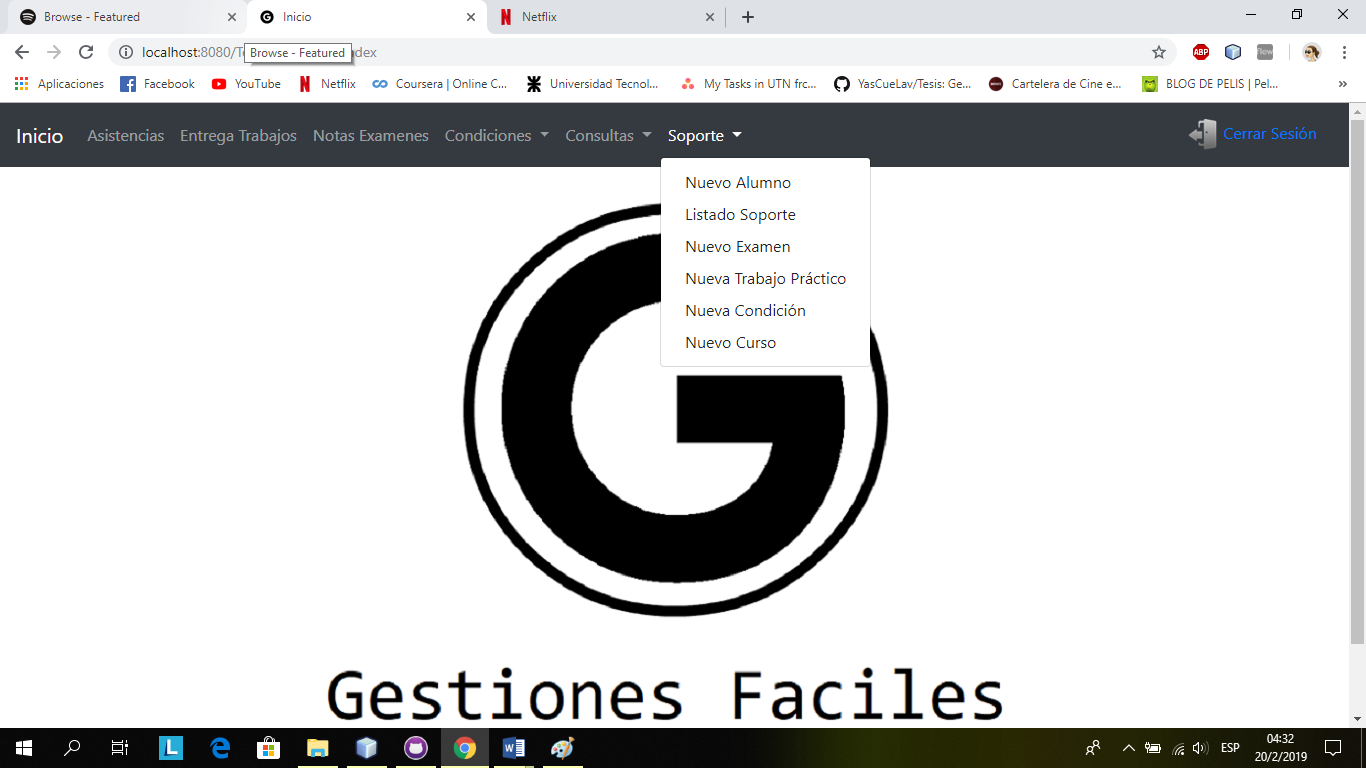 Browse - Featured
Inicio
Netflix
localhost:8080/T
Browse - Featured
dex
Aplicaciones
Facebook
YouTube
Netflix
Coursera | Online C...
Universidad Tecnol...
My Tasks in UTN frc...
YasCueLav/Tesis: Ge...
Cartelera de Cine e...
BLOG DE PELIS | Pel...
ABP
flow
Inicio
Asistencias
Entrega Trabajos
Notas Examenes
Condiciones
Consultas
Soporte
Cerrar Sesión
Nuevo Alumno
Listado Soporte
Nuevo Examen
Nueva Trabajo Práctico
Nueva Condición
Nuevo Curso
G
Gestiones Faciles
ESP
04:32
20/2/2019